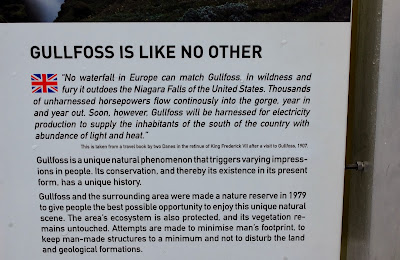 GULLFOSS IS LIKE NO OTHER
"No waterfall in Europe can match Gullfoss. In wildness and
fury it outdoes the Niagara Falls of the United States. Thousands
of unharnessed horsepowers flow continously into the gorge, year in
and year out. Soon, however, Gullfoss will be harnessed for electricity
production to supply the inhabitants of the south of the country with
abundance of light and heat."
This is taken from a travel book by two Danes in the retinue of King Frederick VII after a visit to Gullfoss, 1907.
Gullfoss is a unique natural phenomenon that triggers varying impress-
ions in people. Its conservation, and thereby its existence in its present
form, has a unique history.
Gullfoss and the surrounding area were made a nature reserve in 1979
to give people the best possible opportunity to enjoy this unique natural
scene. The area's ecosystem is also protected, and its vegetation re-
mains untouched. Attempts are made to minimise man's footprint, to
keep man-made structures to a minimum and not to disturb the land
and geological formations.